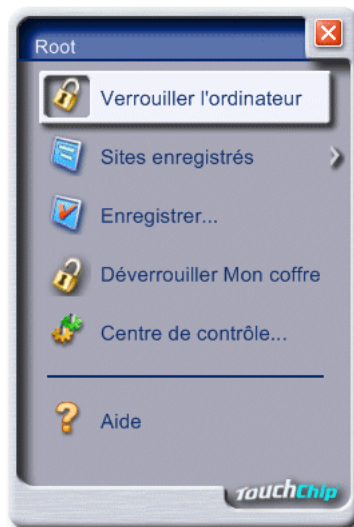 Root
Verrouiller l'ordinateur
Sites enregistrés
Enregistrer...
Déverrouiller Mon coffre
Centre de contrôle...
Aide
TouchChip